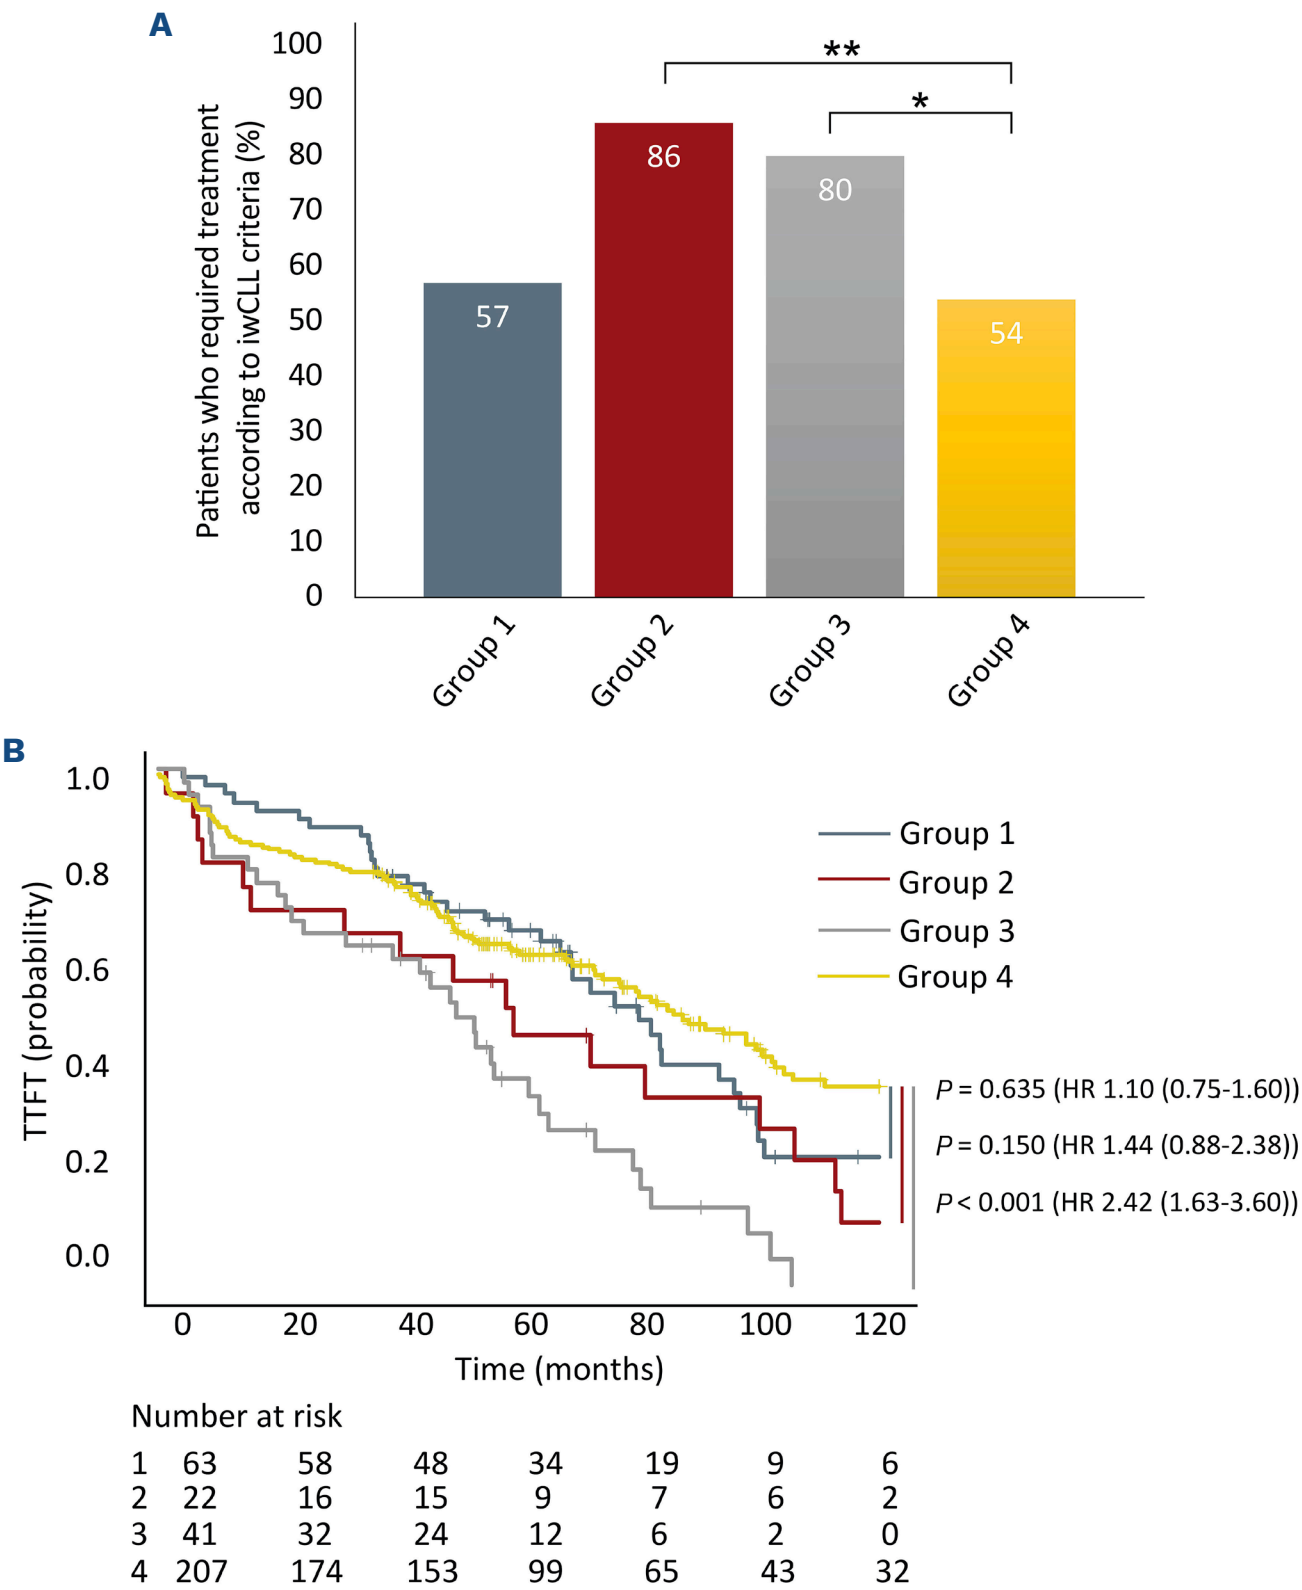 A
100
90
80
70
60
50
40
30
20
10
0
Patients who required treatment
according to iwCLL criteria (%)
**
*
57
86
80
54
Group 1
Group 2
Group 3
Group 4
B
1.0
0.8
0.6
0.4
0.2
0.0
TTFT (probability)
Group 1
Group 2
Group 3
Group 4
P = 0.635 (HR 1.10 (0.75-1.60))
P = 0.150 (HR 1.44 (0.88-2.38))
P < 0.001 (HR 2.42 (1.63-3.60))
0 20 40 60 80 100 120
Time (months)
Number at risk
1 63 58 48 34 19 9 6
2 22 16 15 9 7 6 2
3 41 32 24 12 6 2 0
4 207 174 153 99 65 43 32